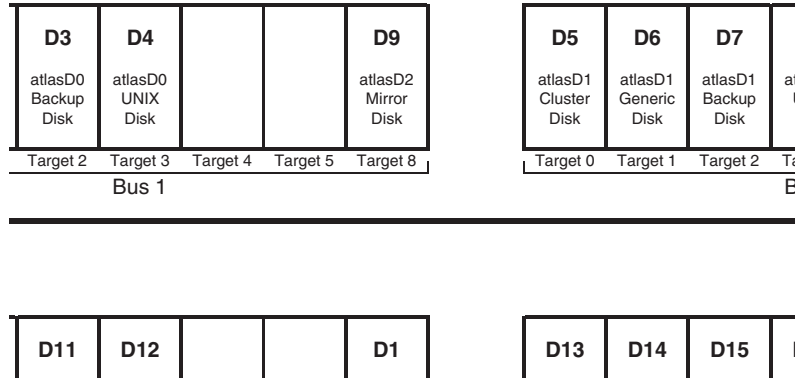 D3 D4 D9 D5 D6 D7
atlasD0 atlasD0 atlasD2 atlasD1 atlasD1 atlasD1
Backup UNIX Mirror Cluster Generic Backup
Disk Disk Disk Disk Disk Disk
Target 2 Target 3 Target 4 Target 5 Target 8 Target 0 Target 1 Target 2
Bus 1
D11 D12 D1 D13 D14 D15